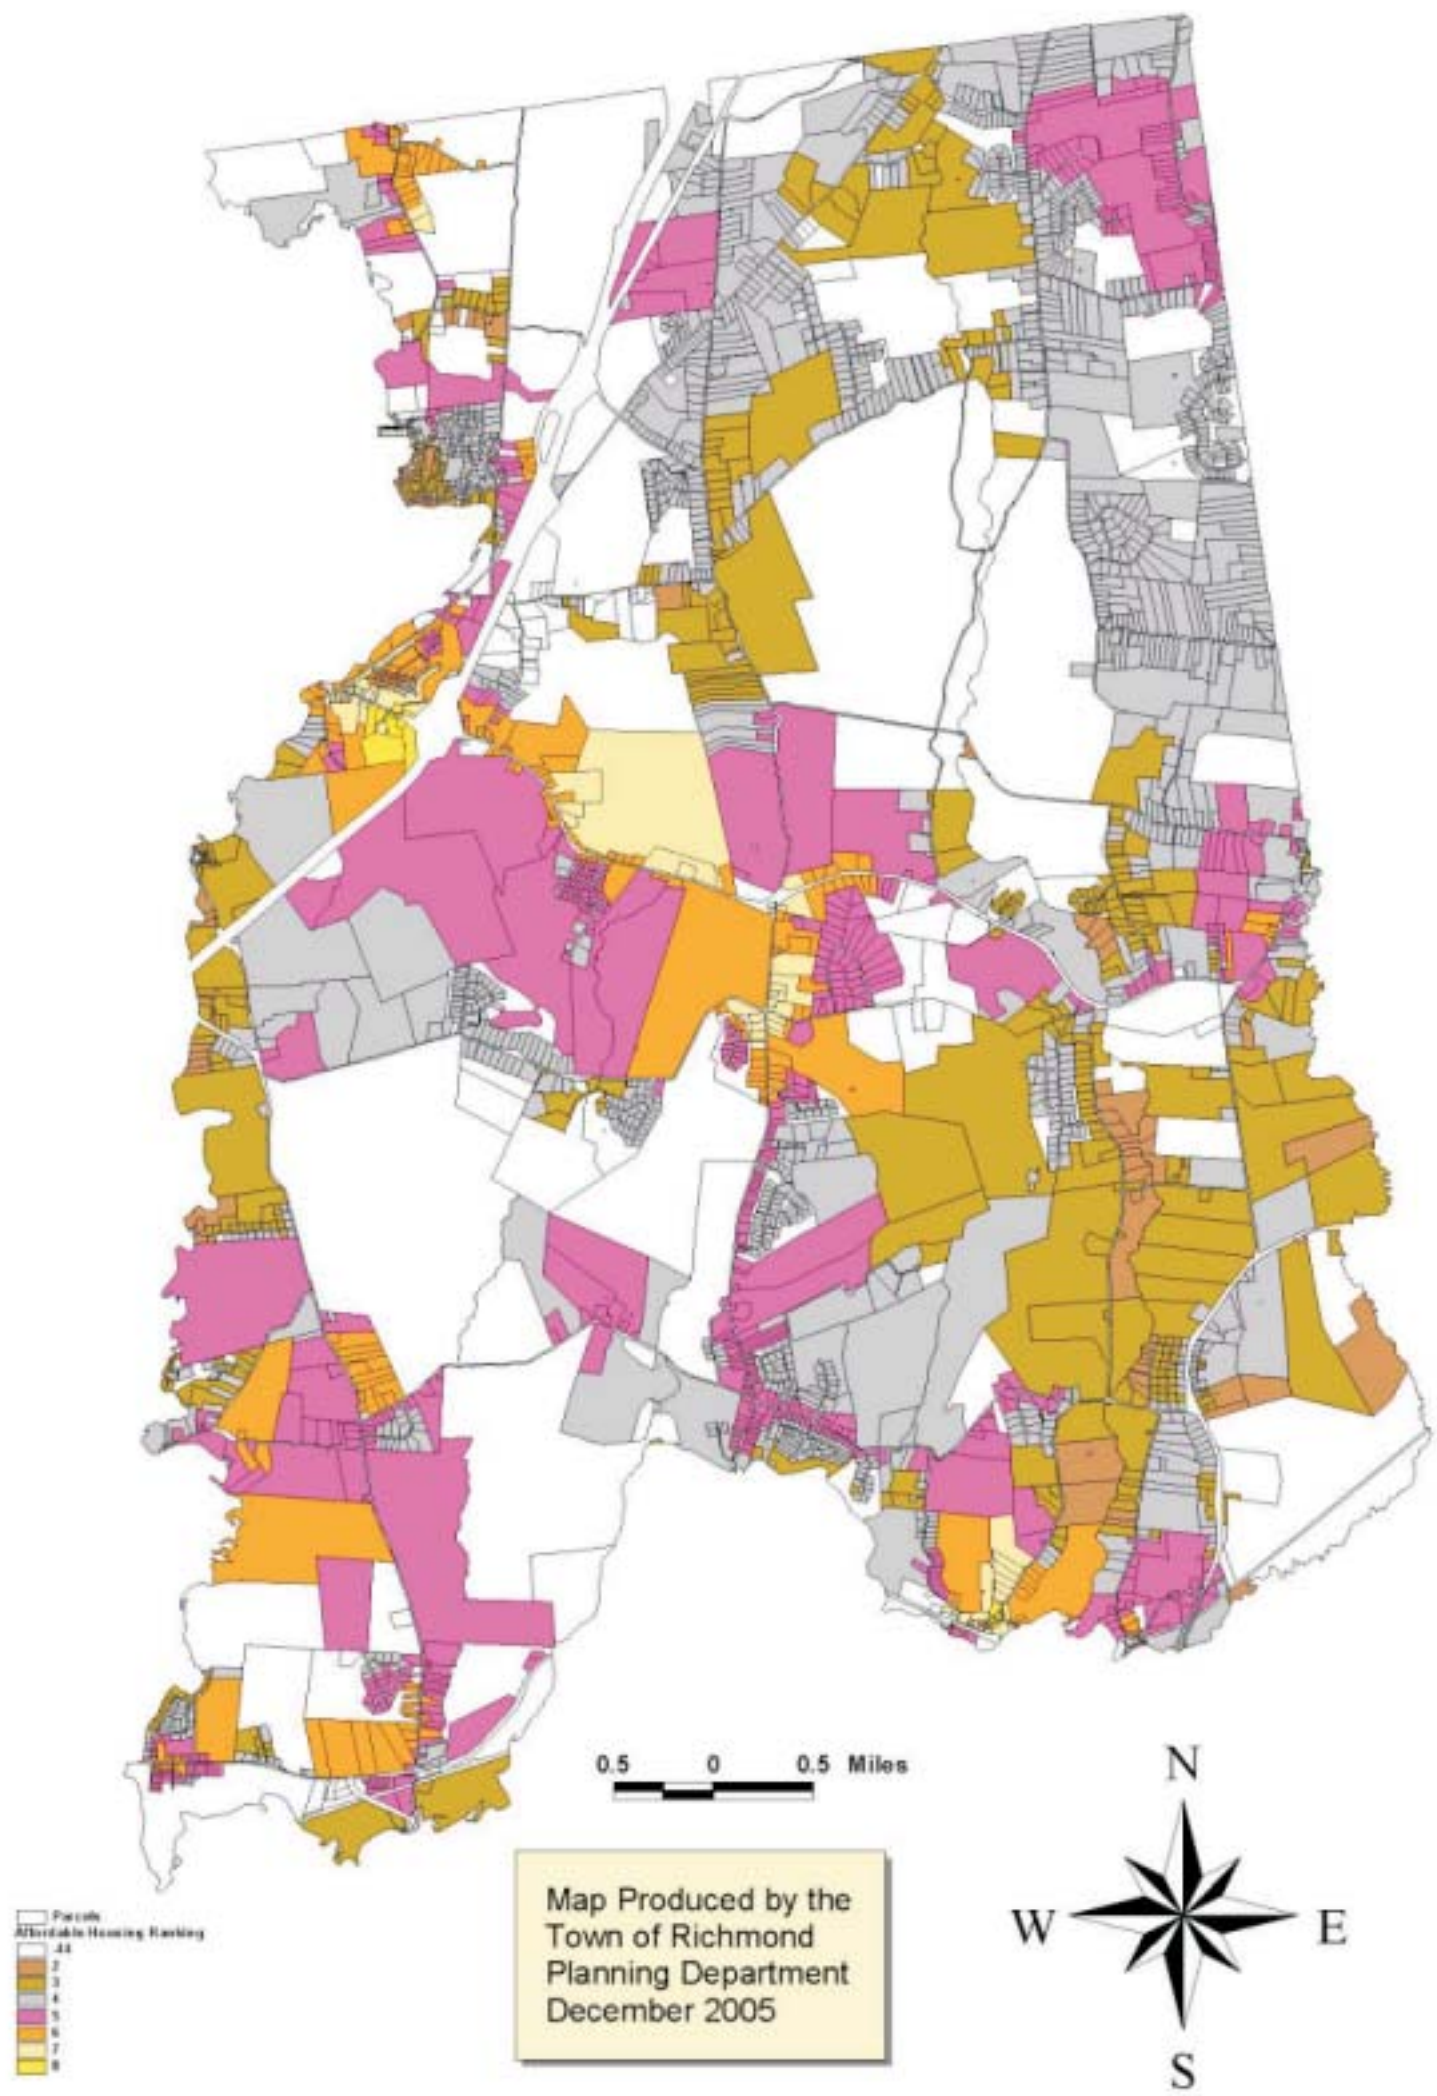 0.5 0 0.5 Miles
N
W E
S
Map Produced by the
Town of Richmond
Planning Department
December 2005
Parcels
Affordable Housing Ranking
2
3
4
5
6
7
8